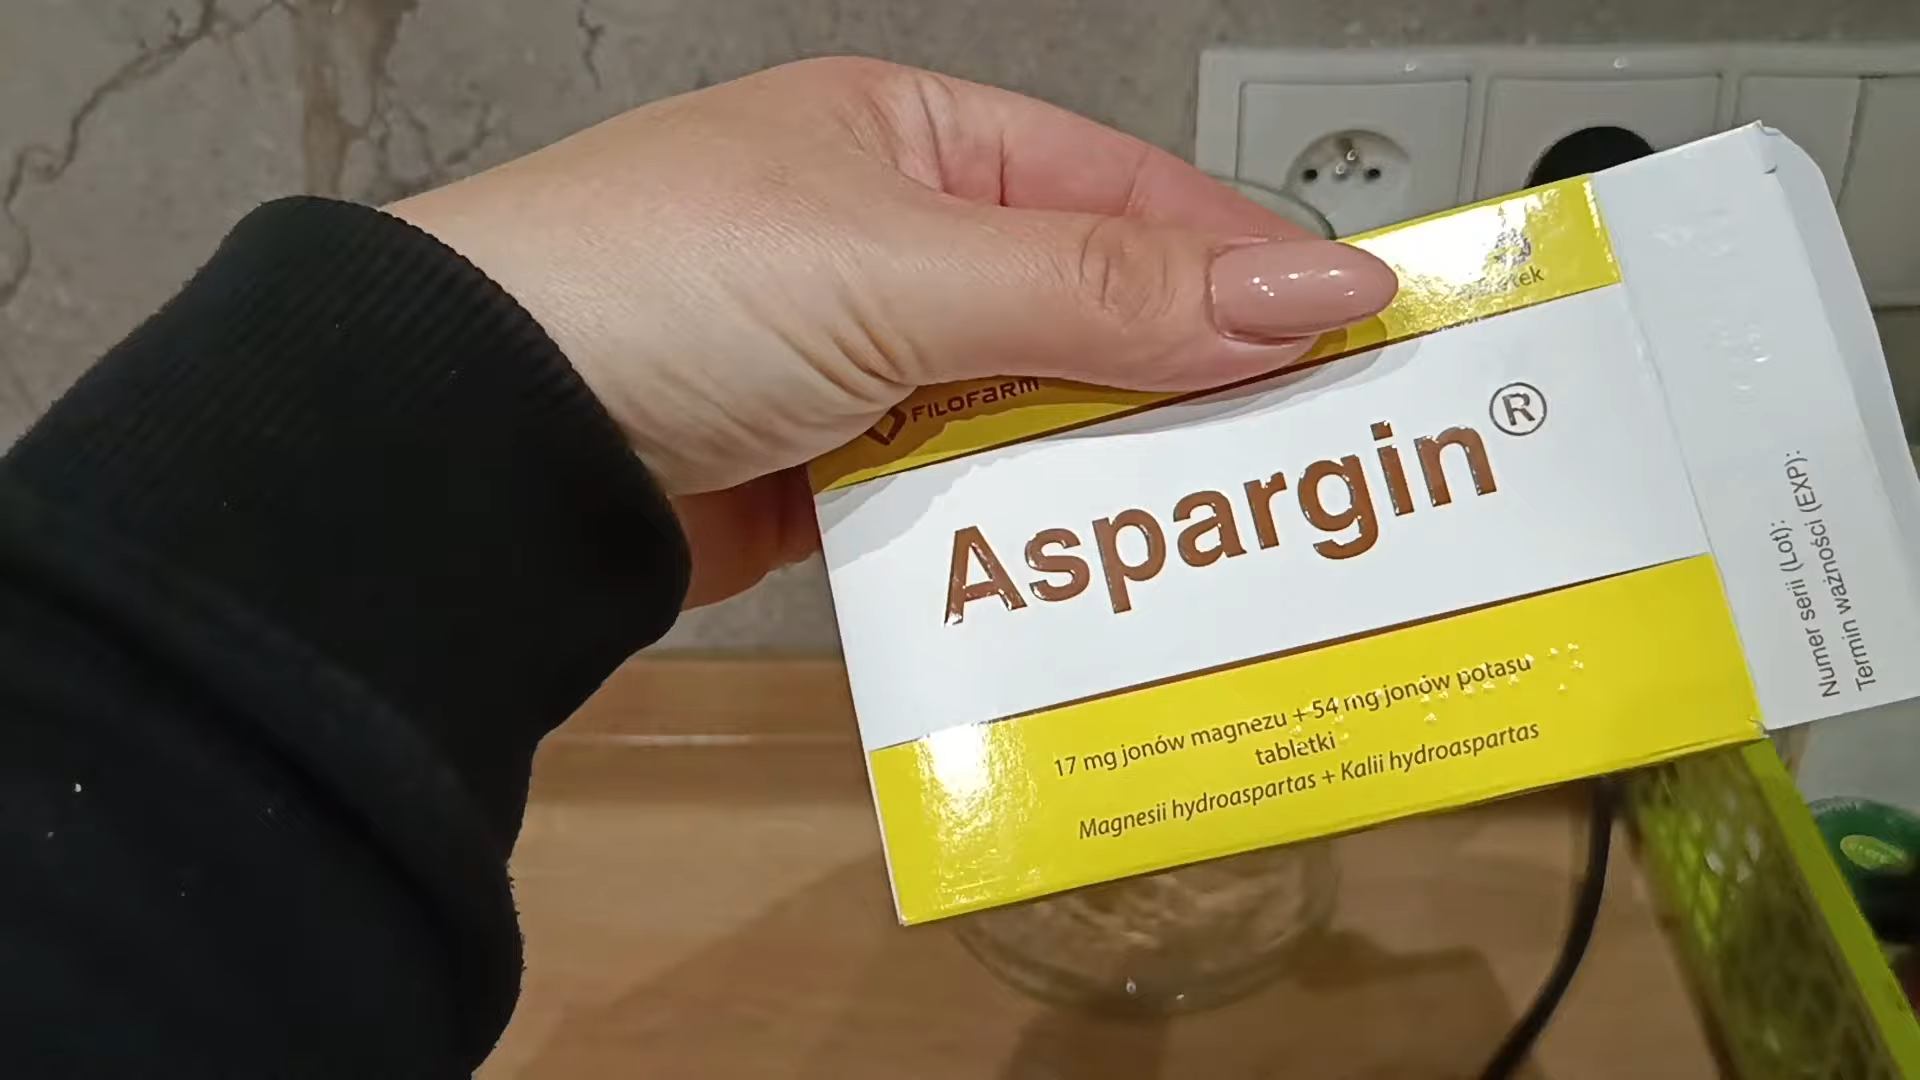 FILOFARM
Aspargin®
17 mg jonów magnezu + 54 mg jonów potasu
tabletki
Magnesii hydroaspartas + Kalii hydroaspartas
Numer serii (Lot):
Termin ważności (EXP):